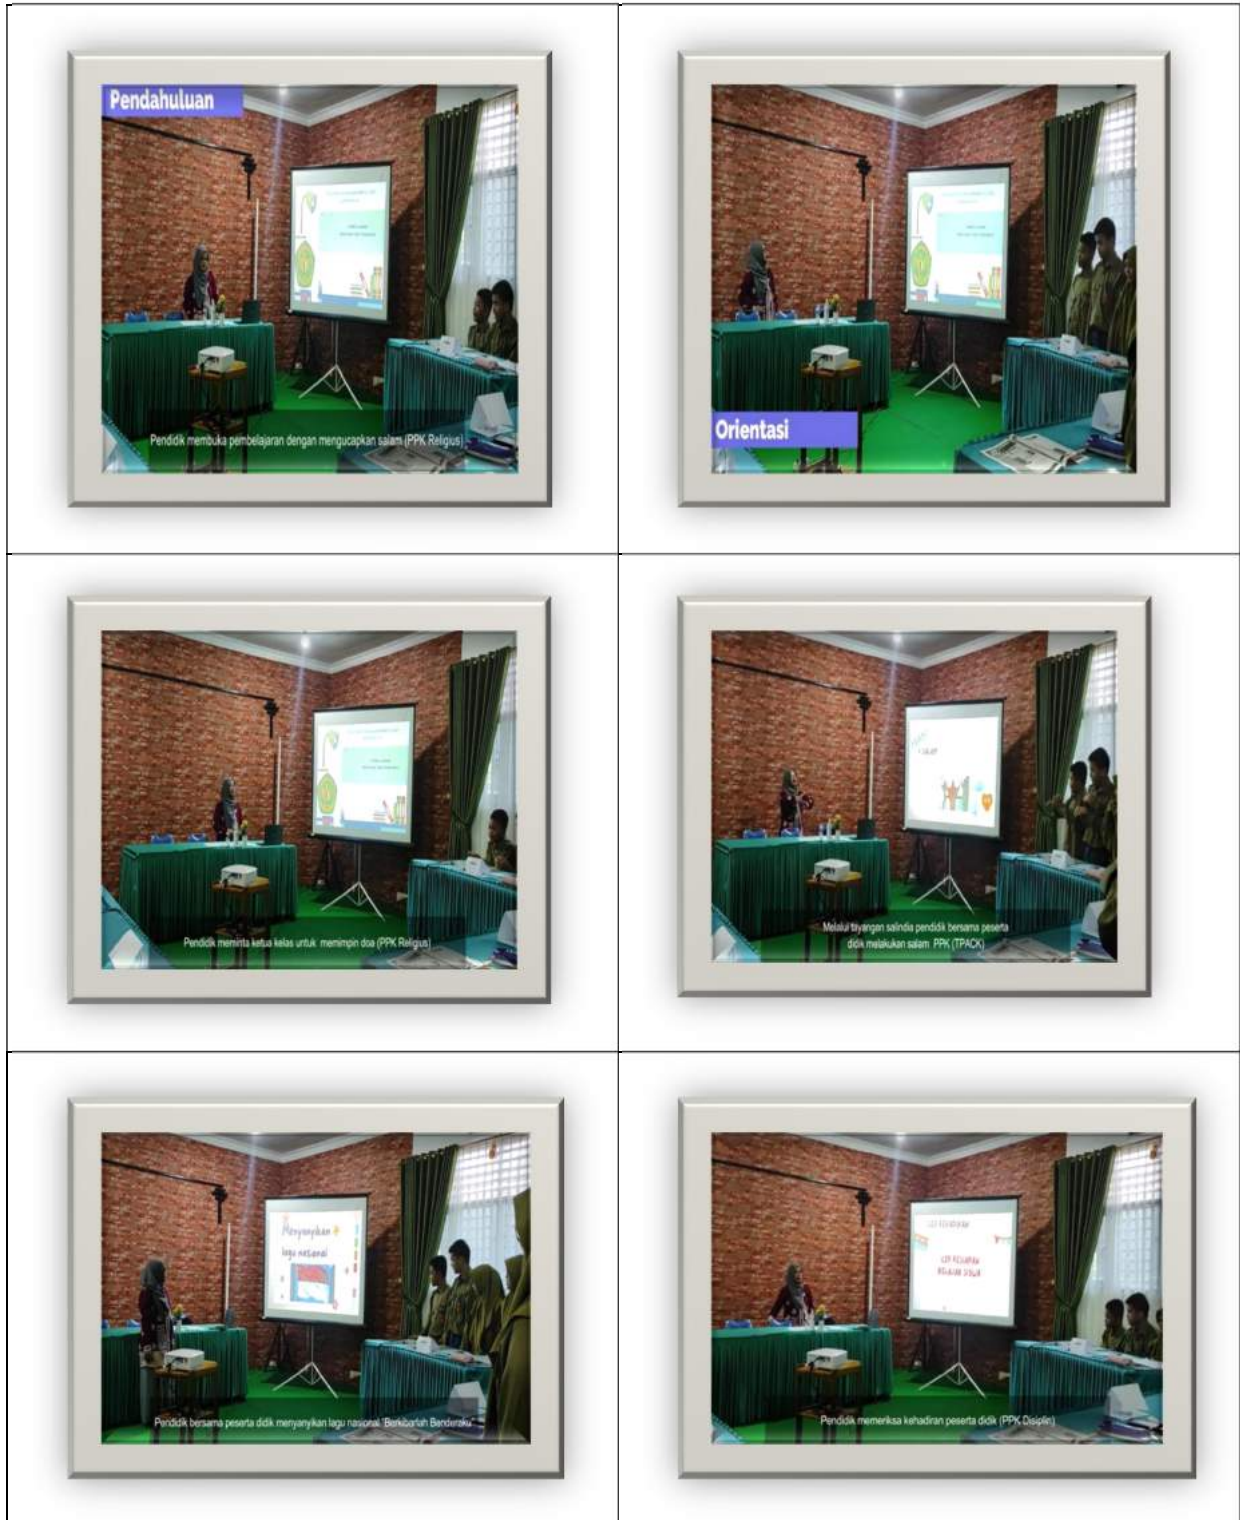 Pendahuluan
Pendidik membuka pembelajaran dengan mengucapkan salam (PPK Religius)
Orientasi
Pendidik meminta ketua kelas untuk memimpin doa (PPK Religius)
Melalui tayangan salindia pendidik bersama peserta
didik melakukan salam PPK (TPACK)
Menyanyikan
lagu nasional
Pendidik bersama peserta didik menyanyikan lagu nasional "Berkibarlah Benderaku"
Pendidik memeriksa kehadiran peserta didik (PPK Disiplin)